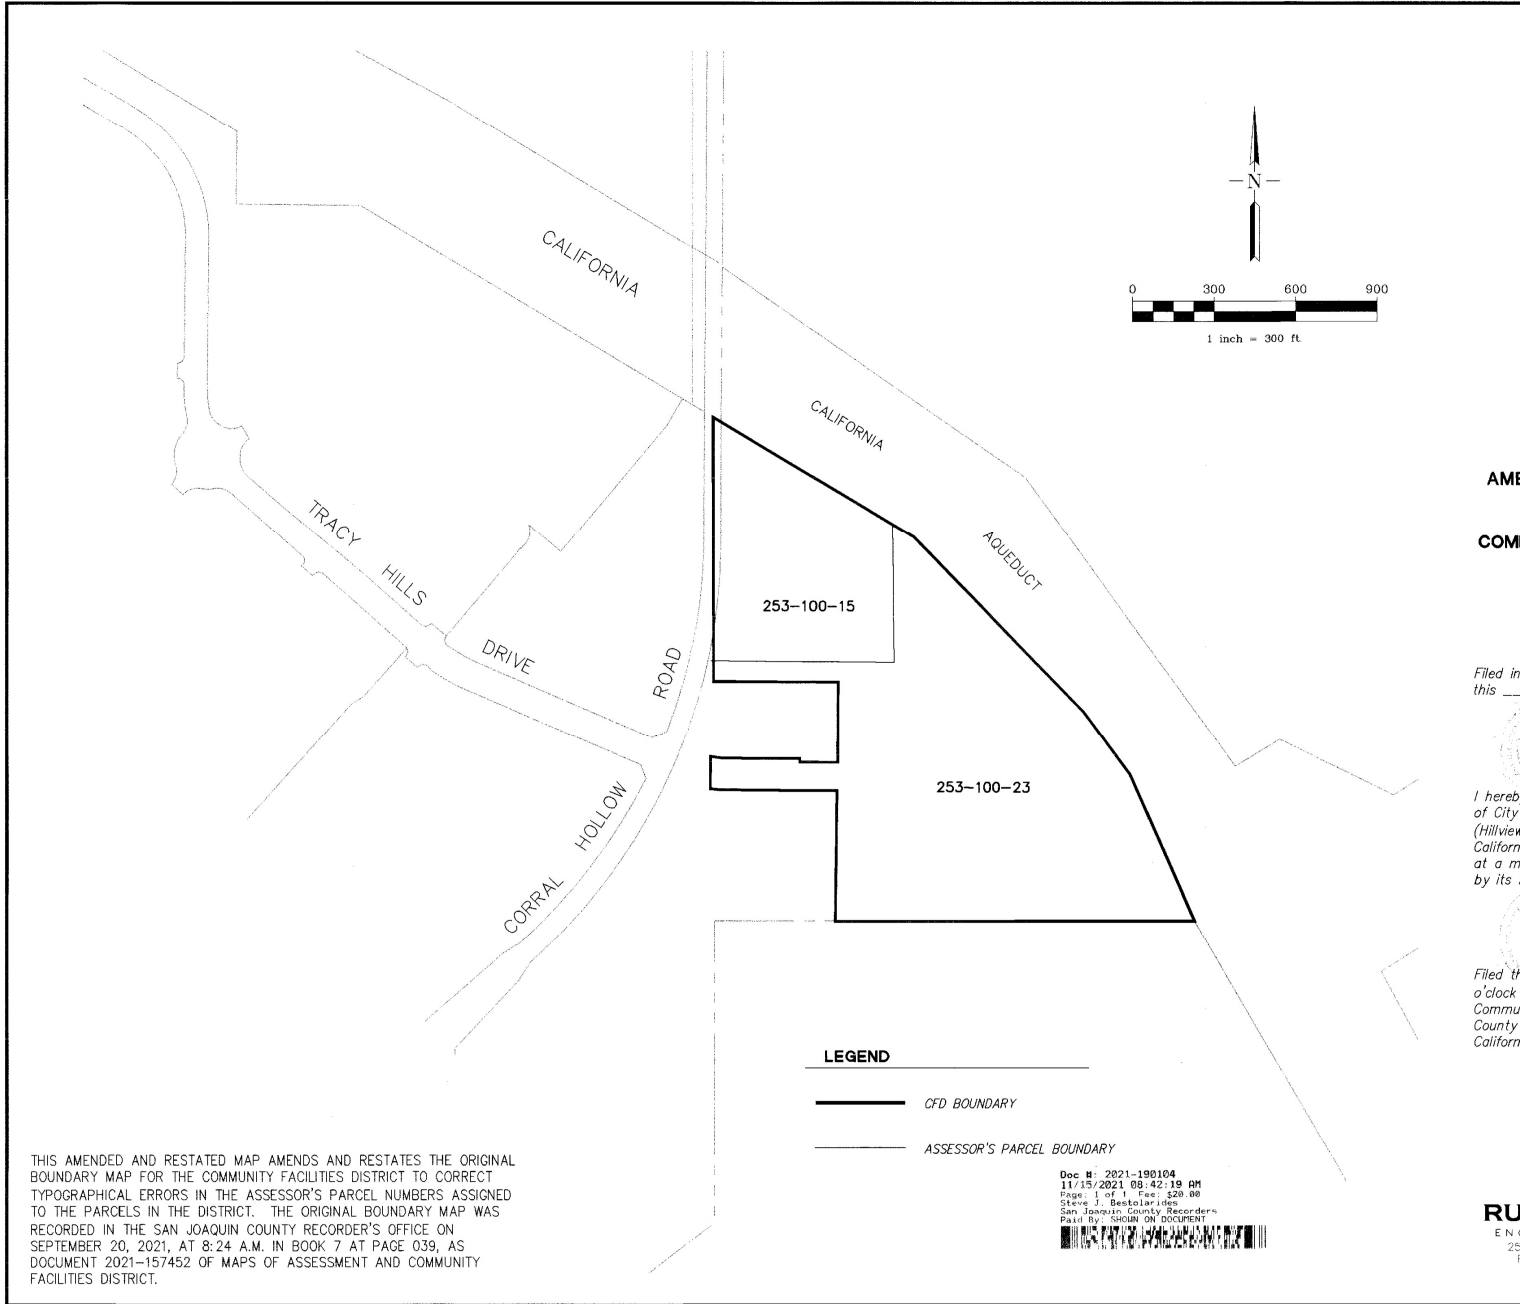 N
0 300 600 900
1 inch = 300 ft.
CALIFORNIA
CALIFORNIA
AQUEDUCT
TRACY
HILLS
DRIVE
ROAD
HOLLOW
CORRAL
253-100-15
253-100-23
AME
COM
Filed in
this
I hereb
of City
(Hillview
Californ
at a m
by its
Filed th
o'clock
Commu
County
Californ
LEGEND
CFD BOUNDARY
ASSESSOR'S PARCEL BOUNDARY
THIS AMENDED AND RESTATED MAP AMENDS AND RESTATES THE ORIGINAL
BOUNDARY MAP FOR THE COMMUNITY FACILITIES DISTRICT TO CORRECT
TYPOGRAPHICAL ERRORS IN THE ASSESSOR'S PARCEL NUMBERS ASSIGNED
TO THE PARCELS IN THE DISTRICT. THE ORIGINAL BOUNDARY MAP WAS
RECORDED IN THE SAN JOAQUIN COUNTY RECORDER'S OFFICE ON
SEPTEMBER 20, 2021, AT 8:24 A.M. IN BOOK 7 AT PAGE 039, AS
DOCUMENT 2021-157452 OF MAPS OF ASSESSMENT AND COMMUNITY
FACILITIES DISTRICT.
Doc #: 2021-190104
11/15/2021 08:42:19 AM
Page: 1 of 1 Fee: $20.00
Steve J. Bestolarides
San Joaquin County Recorders
Paid By: SHOWN ON DOCUMENT
RU
ENG
25